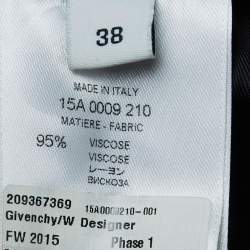 38
MADE IN ITALY
15A 0009 210
MATIERE - FABRIC
95% VISCOSE
VISCOSE
レーヨン
ВИСКОЗА
209367369 15A0009210-001
Givenchy/W Designer
FW 2015 Phase 1